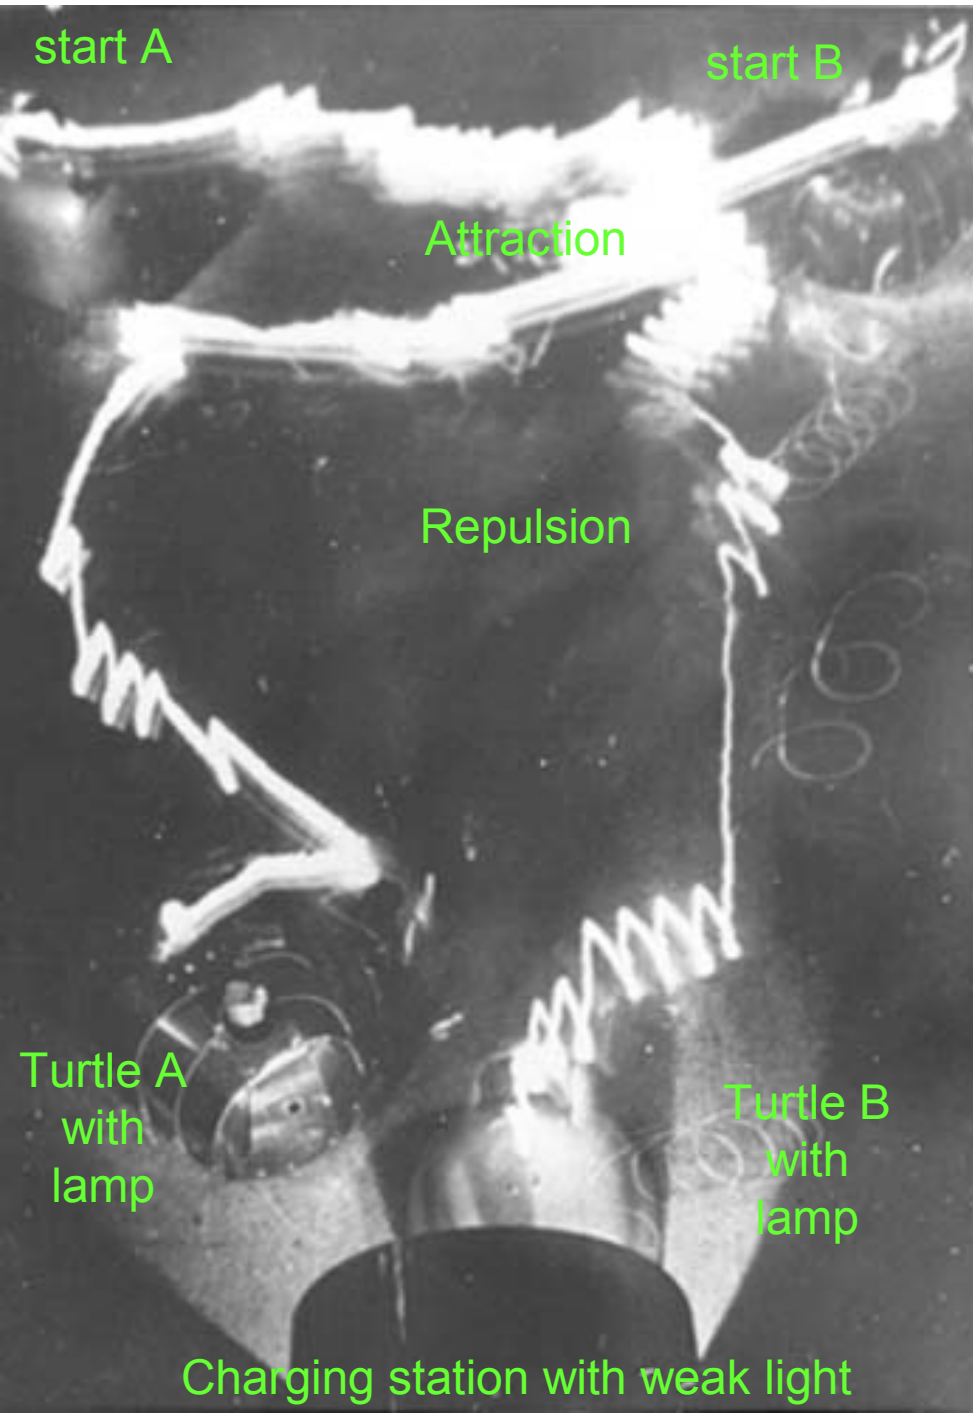 start A
start B
Attraction
Repulsion
Turtle A
with
lamp
Turtle B
with
lamp
Charging station with weak light